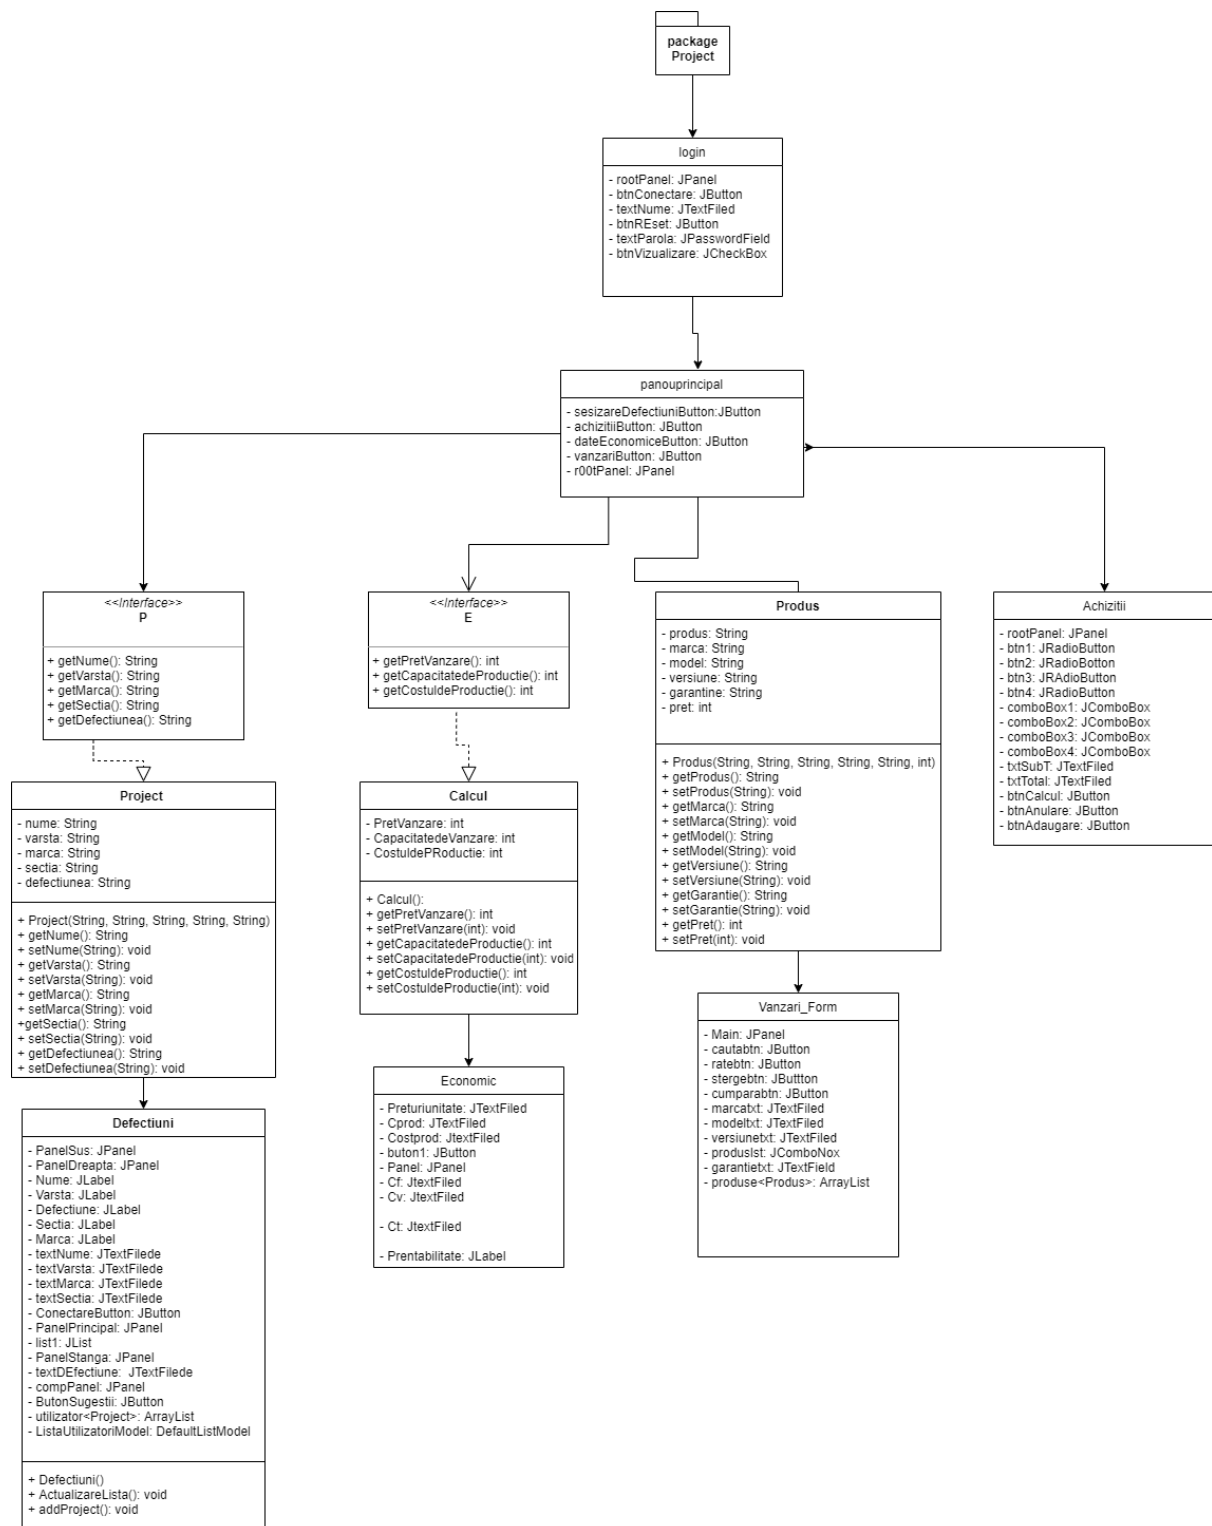 package
Project
login
- rootPanel: JPanel
- btnConectare: JButton
- textNume: JTextFiled
- btnREset: JButton
- textParola: JPasswordField
- btnVizualizare: JCheckBox
panouprincipal
- sesizareDefectiuniButton:JButton
- achizitiiButton: JButton
- dateEconomiceButton: JButton
- vanzariButton: JButton
- r00tPanel: JPanel
<<Interface>>
P
+ getNume(): String
+ getVarsta(): String
+ getMarca(): String
+ getSectia(): String
+ getDefectiunea(): String
<<Interface>>
E
+ getPretVanzare(): int
+ getCapacitatedeProductie(): int
+ getCostuldeProductie(): int
Produs
- produs: String
- marca: String
- model: String
- versiune: String
- garantine: String
- pret: int
+ Produs(String, String, String, String, String, int)
+ getProdus(): String
+ setProdus(String): void
+ getMarca(): String
+ setMarca(String): void
+ getModel(): String
+ setModel(String): void
+ getVersiune(): String
+ setVersiune(String): void
+ getGarantie(): String
+ setGarantie(String): void
+ getPret(): int
+ setPret(int): void
Achizitii
- rootPanel: JPanel
- btn1: JRadioButton
- btn2: JRadioBotton
- btn3: JRAdioButton
- btn4: JRadioButton
- comboBox1: JComboBox
- comboBox2: JComboBox
- comboBox3: JComboBox
- comboBox4: JComboBox
- txtSubT: JTextFiled
- txtTotal: JTextFiled
- btnCalcul: JButton
- btnAnulare: JButton
- btnAdaugare: JButton
Project
- nume: String
- varsta: String
- marca: String
- sectia: String
- defectiunea: String
+ Project(String, String, String, String, String)
+ getNume(): String
+ setNume(String): void
+ getVarsta(): String
+ setVarsta(String): void
+ getMarca(): String
+ setMarca(String): void
+getSectia(): String
+ setSectia(String): void
+ getDefectiunea(): String
+ setDefectiunea(String): void
Calcul
- PretVanzare: int
- CapacitatedeVanzare: int
- CostuldePRoductie: int
+ Calcul():
+ getPretVanzare(): int
+ setPretVanzare(int): void
+ getCapacitatedeProductie(): int
+ setCapacitatedeProductie(int): void
+ getCostuldeProductie(): int
+ setCostuldeProductie(int): void
Vanzari_Form
- Main: JPanel
- cautabtn: JButton
- ratebtn: JButton
- stergebtn: JButtton
- cumparabtn: JButton
- marcatxt: JTextFiled
- modeltxt: JTextFiled
- versiunetxt: JTextFiled
- produslst: JComboNox
- garantietxt: JTextField
- produse<Produs>: ArrayList
Economic
- Preturiunitate: JTextFiled
- Cprod: JTextFiled
- Costprod: JtextFiled
- buton1: JButton
- Panel: JPanel
- Cf: JtextFiled
- Cv: JtextFiled
- Ct: JtextFiled
- Prentabilitate: JLabel
Defectiuni
- PanelSus: JPanel
- PanelDreapta: JPanel
- Nume: JLabel
- Varsta: JLabel
- Defectiune: JLabel
- Sectia: JLabel
- Marca: JLabel
- textNume: JTextFilede
- textVarsta: JTextFilede
- textMarca: JTextFilede
- textSectia: JTextFilede
- ConectareButton: JButton
- PanelPrincipal: JPanel
- list1: JList
- PanelStanga: JPanel
- textDEfectiune: JTextFilede
- compPanel: JPanel
- ButonSugestii: JButton
- utilizator<Project>: ArrayList
- ListaUtilizatoriModel: DefaultListModel
+ Defectiuni()
+ ActualizareLista(): void
+ addProject(): void